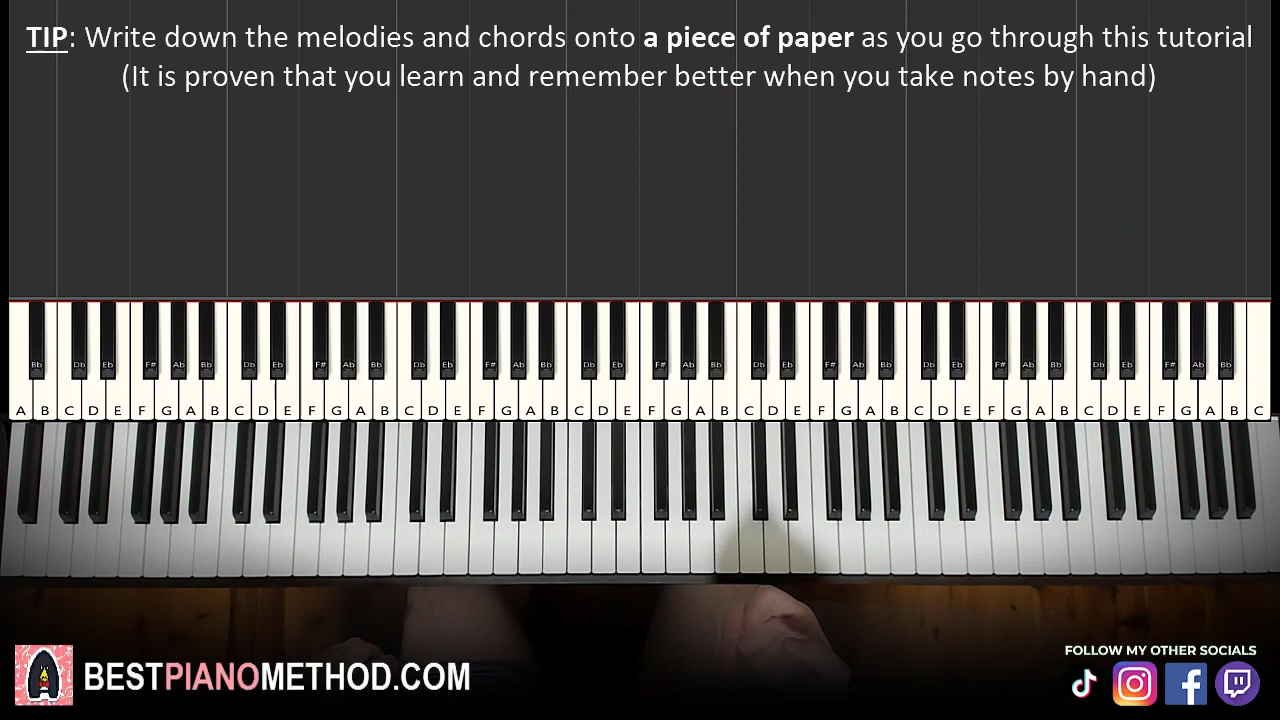 TIP: Write down the melodies and chords onto a piece of paper as you go through this tutorial
(It is proven that you learn and remember better when you take notes by hand)
Bb Db Eb F# Ab Bb Db Eb F# Ab Bb Db Eb F# Ab Bb Db Eb F# Ab Bb Db Eb F# Ab Bb Db Eb F# Ab Bb Db Eb F# Ab Bb
A B C D E F G A B C D E F G A B C D E F G A B C D E F G A B C D E F G A B C D E F G A B C D E F G A B C
FOLLOW MY OTHER SOCIALS
BESTPIANOMETHOD.COM